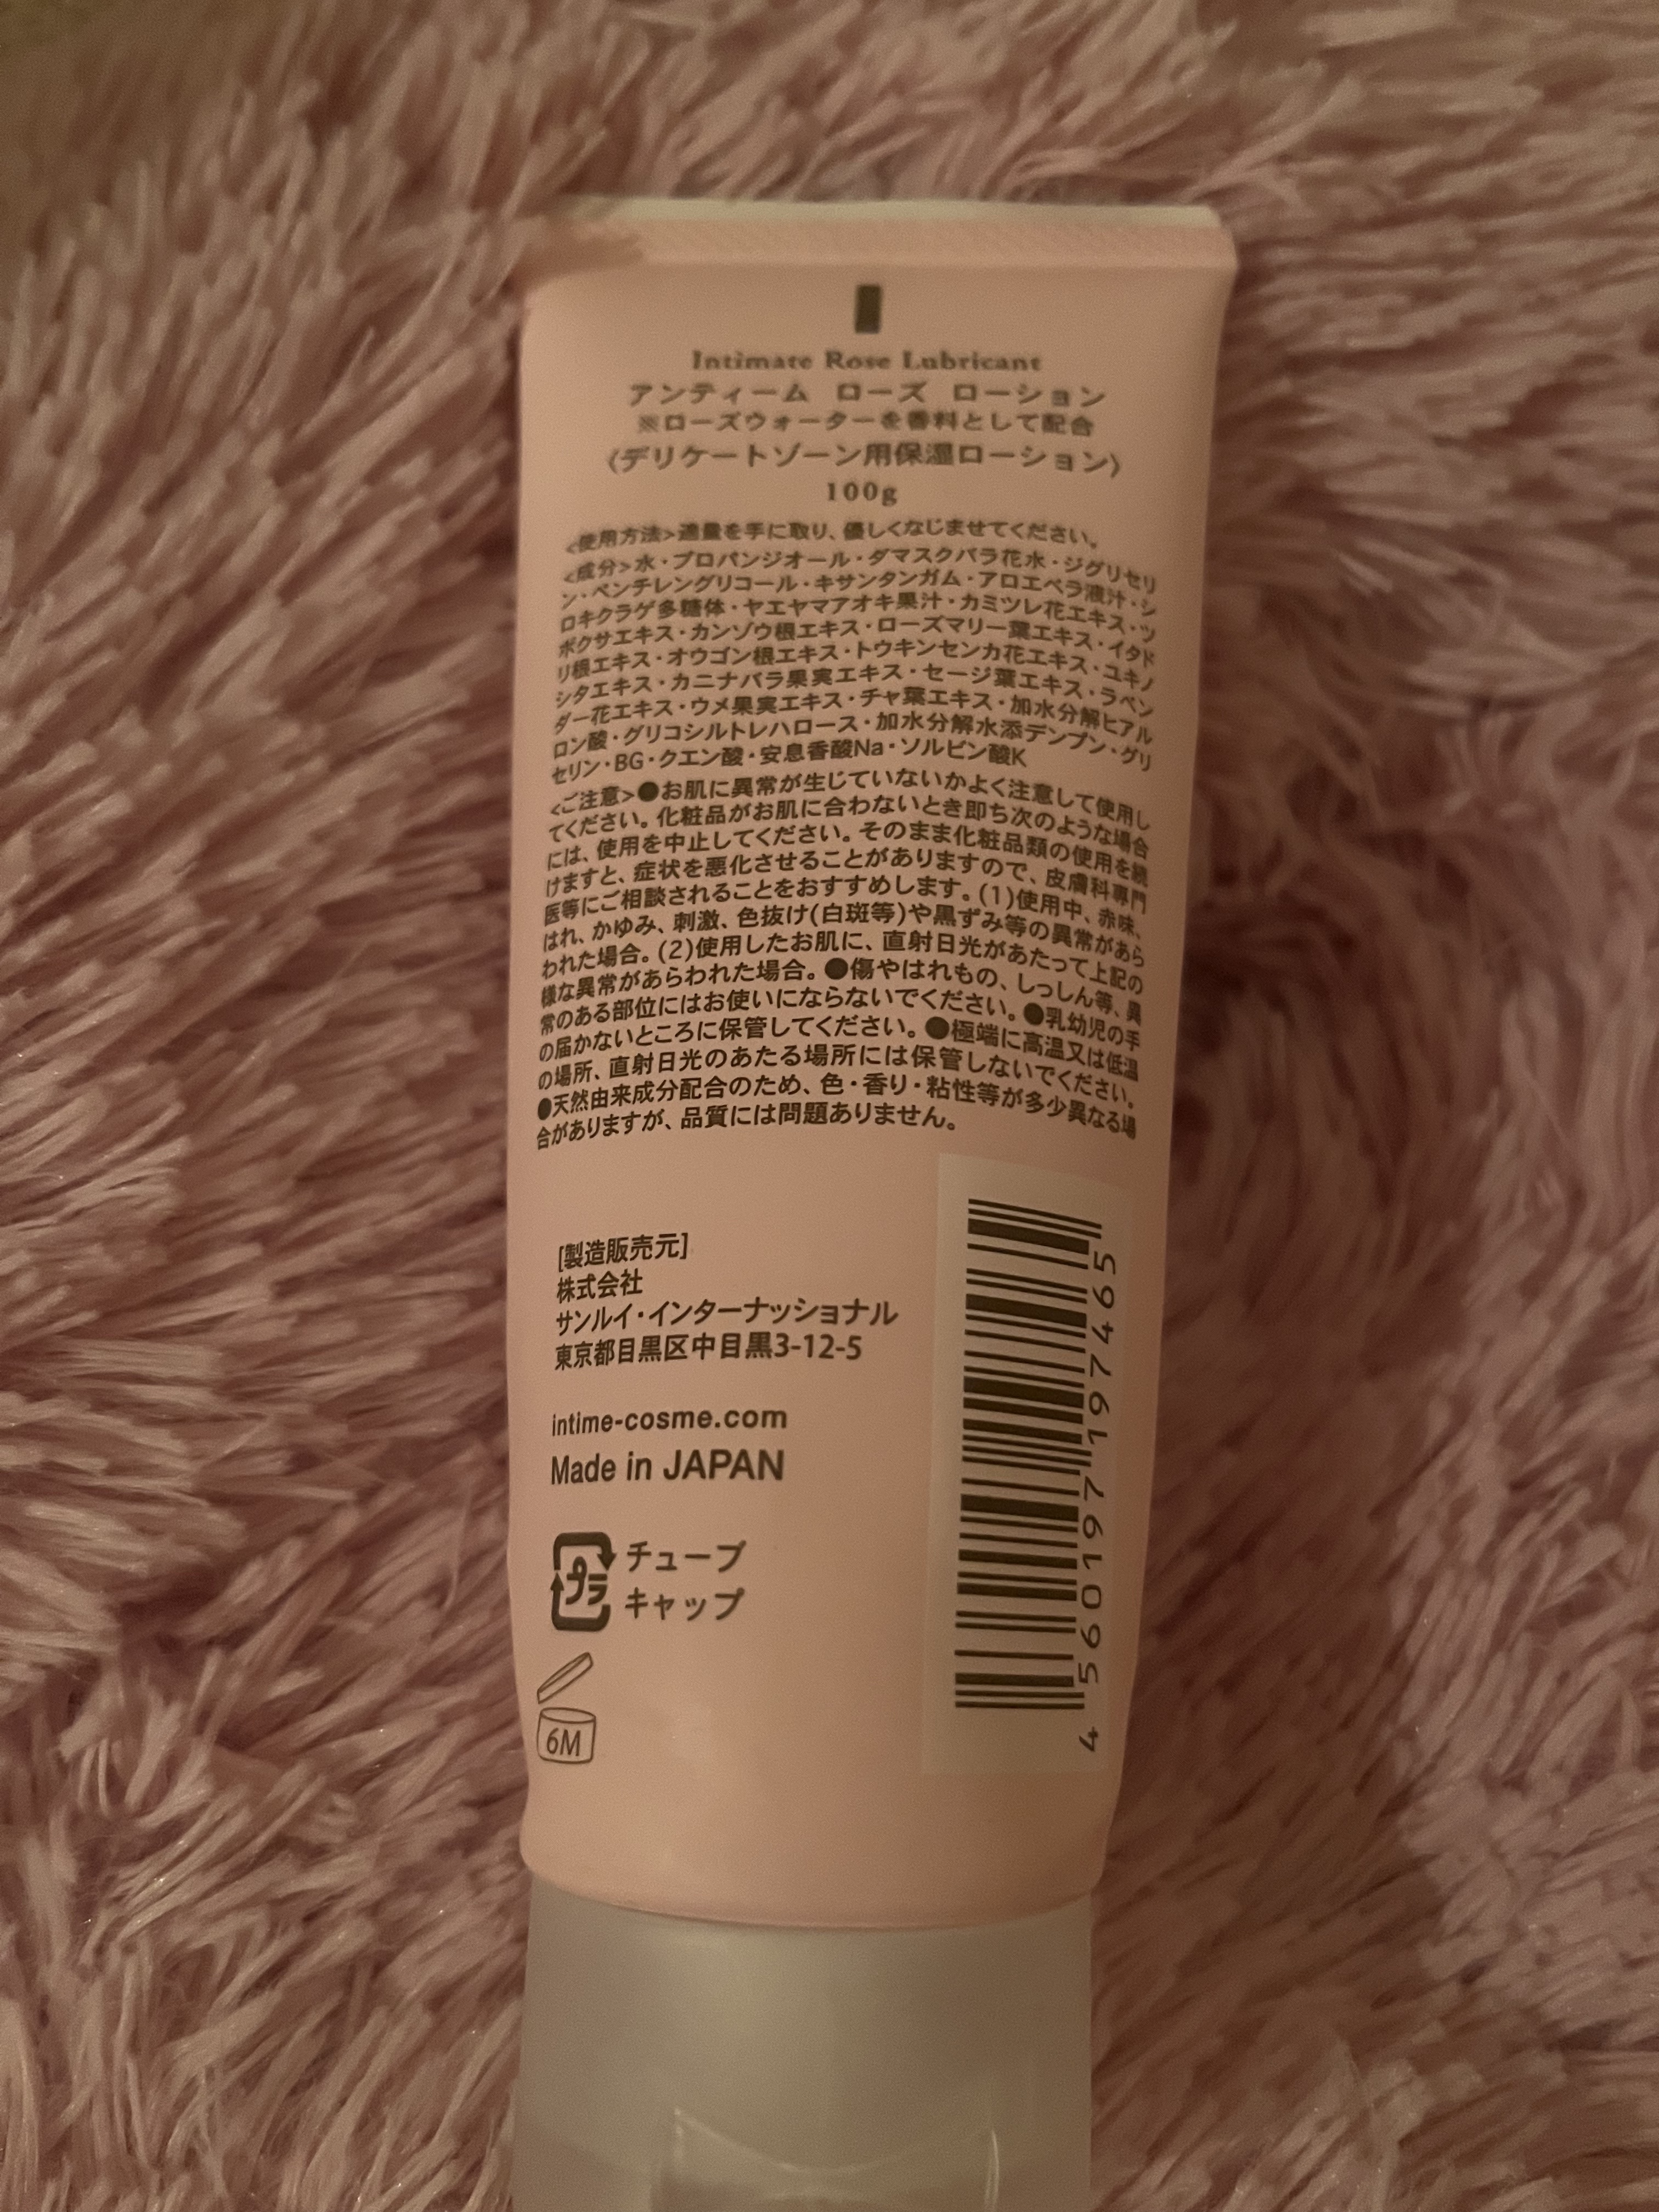 Intimate Rose Lubricant
アンティーム ローズ ローション
※ローズウォーターを香料として配合
〈デリケートゾーン用保湿ローション〉
100g
<使用方法>適量を手に取り、優しくなじませてください。
<成分>水・プロパンジオール・ダマスクバラ花水・ジグリセリ
ン・ペンチレングリコール・キサンタンガム・アロエベラ液汁・シ
ロキクラゲ多糖体・ヤエヤマアオキ果汁・カミツレ花エキス・ツ
ボクサエキス・カンゾウ根エキス・ローズマリー葉エキス・イタド
リ根エキス・オウゴン根エキス・トウキンセンカ花エキス・ユキノ
シタエキス・カニナバラ果実エキス・セージ葉エキス・ラベン
ダー花エキス・ウメ果実エキス・チャ葉エキス・加水分解ヒアル
ロン酸・グリコシルトレハロース・加水分解水添デンプン・グリ
セリン・BG・クエン酸・安息香酸Na・ソルビン酸K
<ご注意>●お肌に異常が生じていないかよく注意して使用し
てください。化粧品がお肌に合わないとき即ち次のような場合
には、使用を中止してください。そのまま化粧品類の使用を続
けますと、症状を悪化させることがありますので、皮膚科専門
医等にご相談されることをおすすめします。(1)使用中、赤味、
はれ、かゆみ、刺激、色抜け(白斑等)や黒ずみ等の異常があら
われた場合。(2)使用したお肌に、直射日光があたって上記の
様な異常があらわれた場合。●傷やはれもの、しっしん等、異
常のある部位にはお使いにならないでください。●乳幼児の手
の届かないところに保管してください。●極端に高温又は低温
の場所、直射日光のあたる場所には保管しないでください。
●天然由来成分配合のため、色・香り・粘性等が多少異なる場
合がありますが、品質には問題ありません。
[製造販売元]
株式会社
サンルイ・インターナッショナル
東京都目黒区中目黒3-12-5
intime-cosme.com
Made in JAPAN
プラ
チューブ
キャップ
6M
4 560197 167465